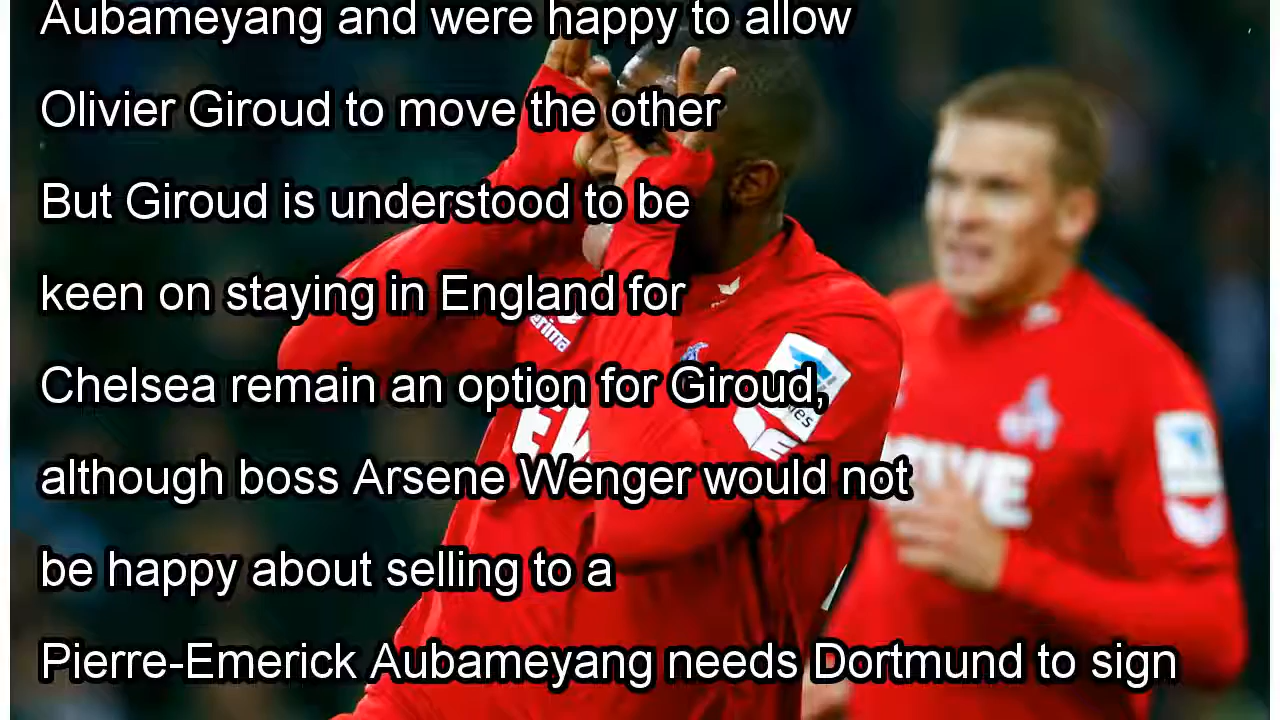 Aubameyang and were happy to allow
Olivier Giroud to move the other
But Giroud is understood to be
keen on staying in England for
Chelsea remain an option for Giroud,
although boss Arsene Wenger would not
be happy about selling to a
Pierre-Emerick Aubameyang needs Dortmund to sign
erima